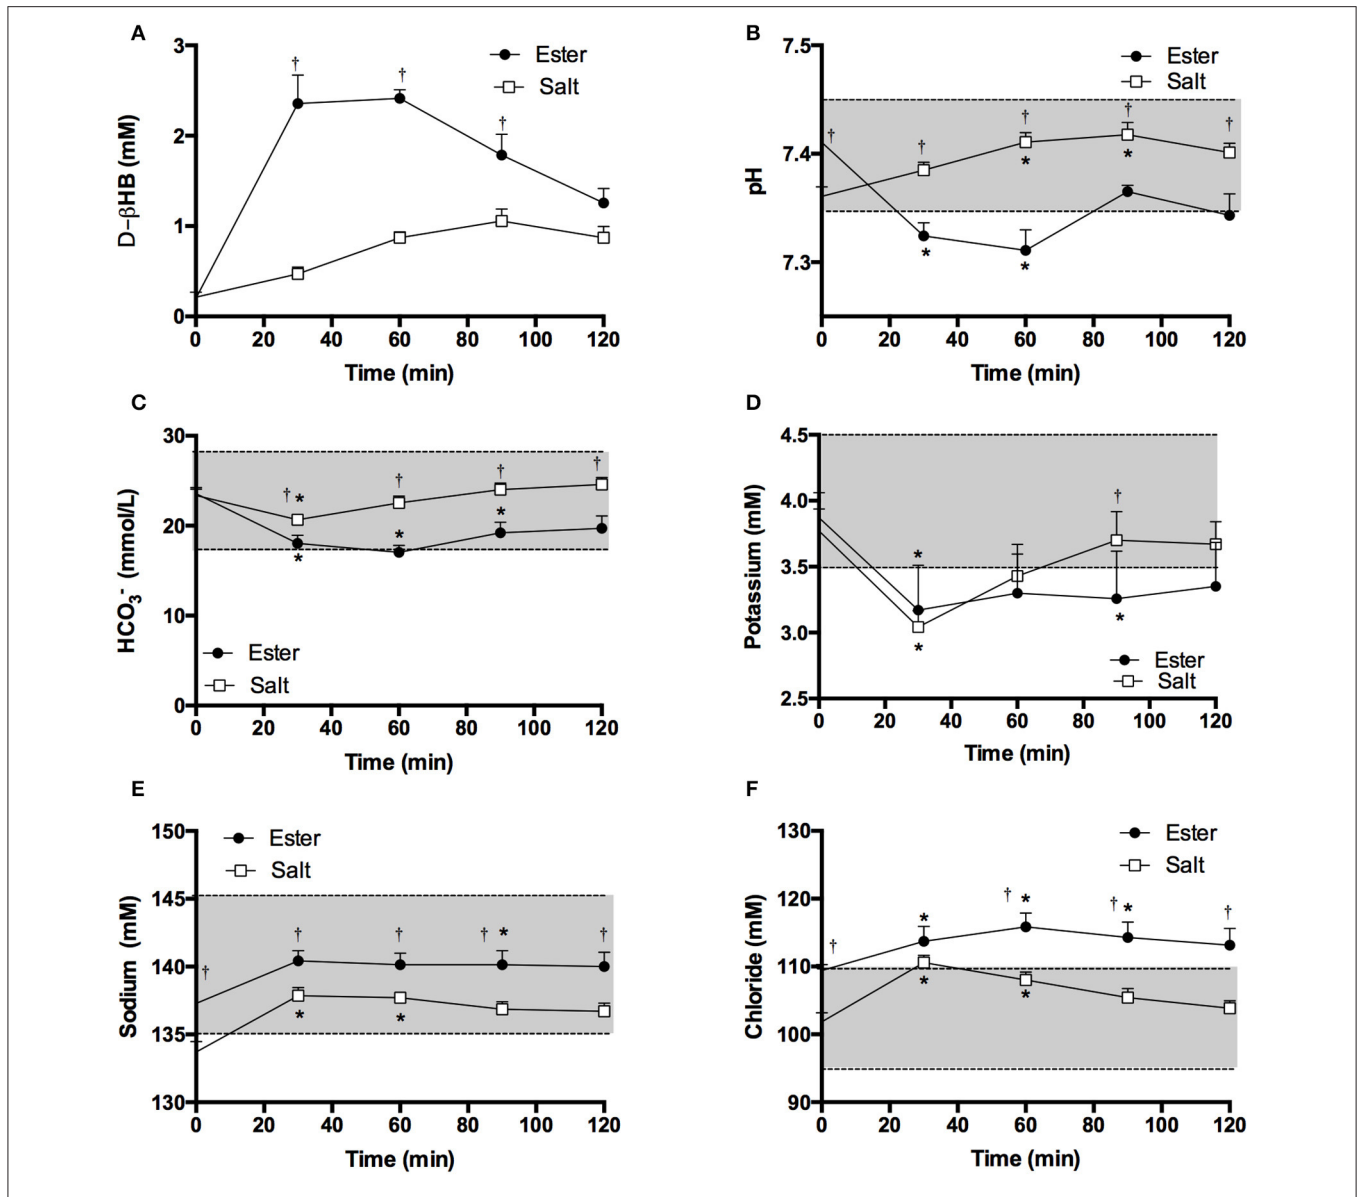 A
3
2
1
0
D-βHB (mM)
† † †
Ester
Salt
0 20 40 60 80 100 120
Time (min)
B
7.5
7.4
7.3
pH
Ester
Salt
† † † † †
* * * *
0 20 40 60 80 100 120
Time (min)
C
30
20
10
0
HCO₃⁻ (mmol/L)
† * † † †
* * *
Ester
Salt
0 20 40 60 80 100 120
Time (min)
D
4.5
4.0
3.5
3.0
2.5
Potassium (mM)
†
* * *
Ester
Salt
0 20 40 60 80 100 120
Time (min)
E
150
145
140
135
130
Sodium (mM)
Ester
Salt
† † † † * †
* *
0 20 40 60 80 100 120
Time (min)
F
130
120
110
100
90
Chloride (mM)
Ester
Salt
† * † * † * †
* *
0 20 40 60 80 100 120
Time (min)